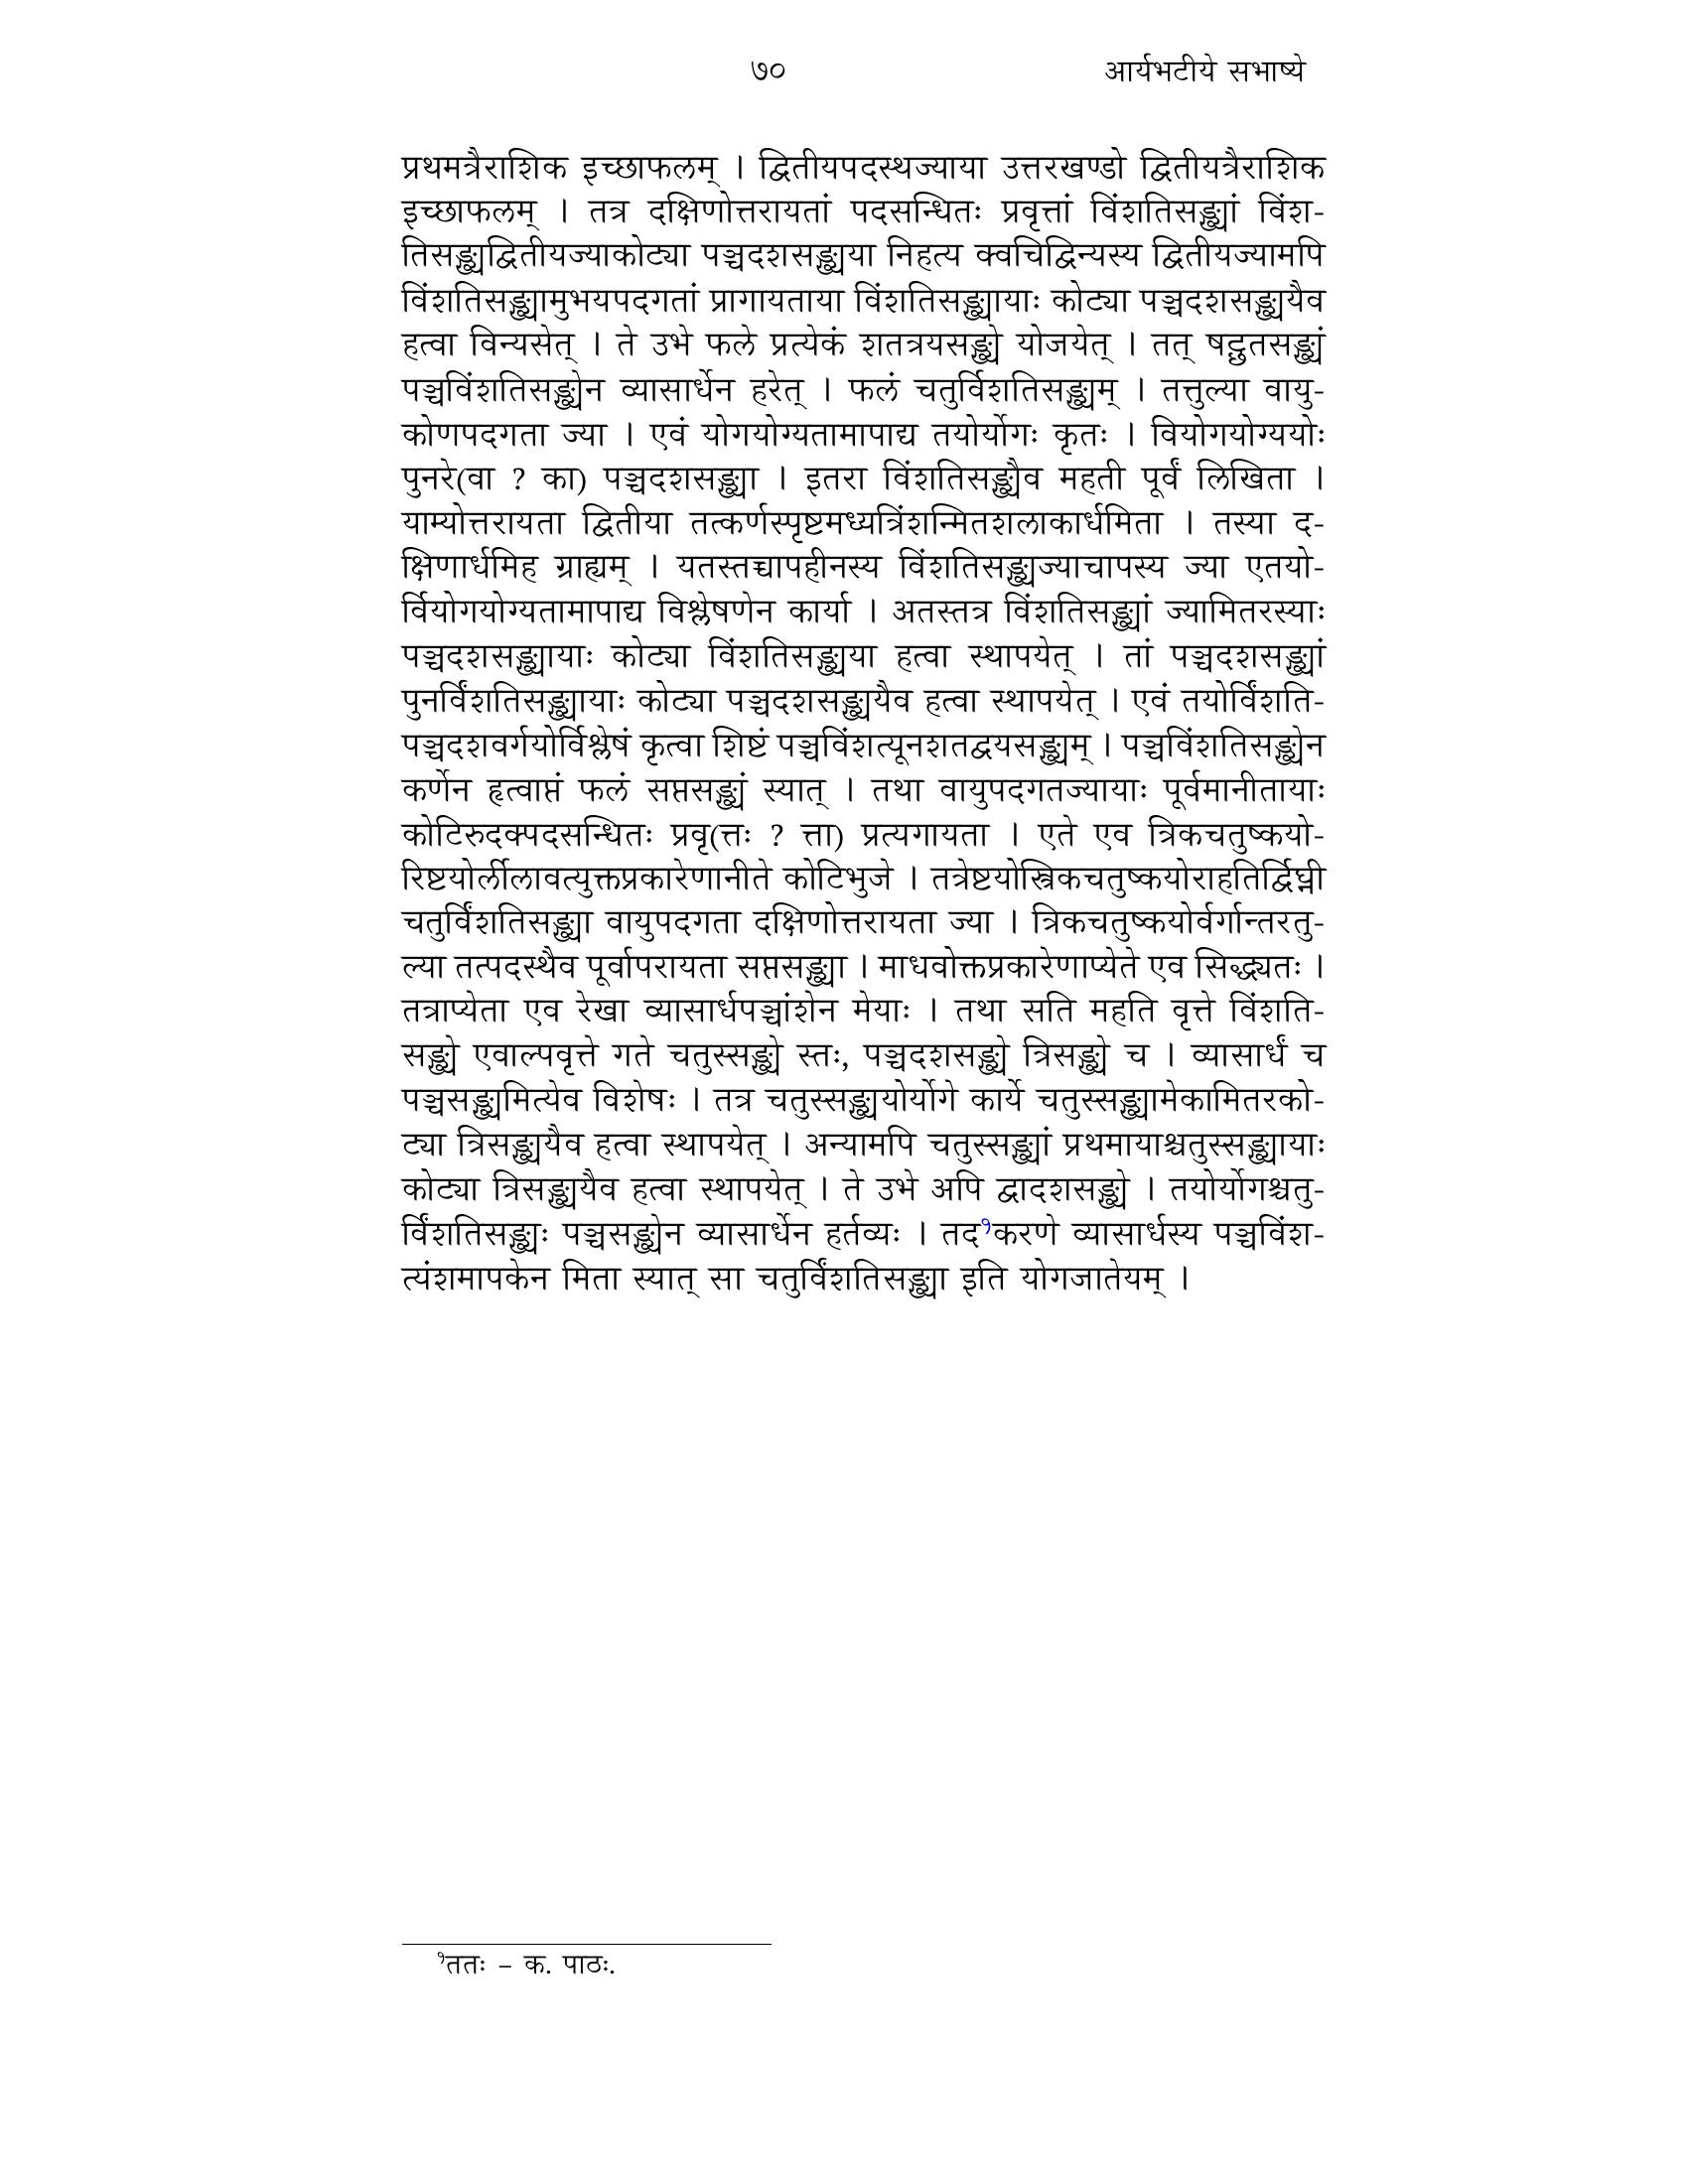 ७०
आर्यभटीये सभाष्ये
प्रथमत्रैराशिक इच्छाफलम् । द्वितीयपदस्थज्याया उत्तरखण्डो द्वितीयत्रैराशिक
इच्छाफलम् । तत्र दक्षिणोत्तरायतां पदसन्धितः प्रवृत्तां विंशतिसङ्ख्यां विंश-
तिसङ्ख्यद्वितीयज्याकोट्या पञ्चदशसङ्ख्यया निहत्य क्वचिद्विन्यस्य द्वितीयज्यामपि
विंशतिसङ्ख्यामुभयपदगतां प्रागायताया विंशतिसङ्ख्यायाः कोट्या पञ्चदशसङ्ख्ययैव
हत्वा विन्यसेत् । ते उभे फले प्रत्येकं शतत्रयसङ्ख्ये योजयेत् । तत् षट्छतसङ्ख्यं
पञ्चविंशतिसङ्ख्येन व्यासार्धेन हरेत् । फलं चतुर्विंशतिसङ्ख्यम् । तत्तुल्या वायु-
कोणपदगता ज्या । एवं योगयोग्यतामापाद्य तयोर्योगः कृतः । वियोगयोग्ययोः
पुनरे(वा ? का) पञ्चदशसङ्ख्या । इतरा विंशतिसङ्ख्यैव महती पूर्वं लिखिता ।
याम्योत्तरायता द्वितीया तत्कर्णस्पृष्टमध्यत्रिंशन्मितशलाकार्धमिता । तस्या द-
क्षिणार्धमिह ग्राह्यम् । यतस्तच्चापहीनस्य विंशतिसङ्ख्यज्याचापस्य ज्या एतयो-
र्वियोगयोग्यतामापाद्य विश्लेषणेन कार्या । अतस्तत्र विंशतिसङ्ख्यां ज्यामितरस्याः
पञ्चदशसङ्ख्यायाः कोट्या विंशतिसङ्ख्यया हत्वा स्थापयेत् । तां पञ्चदशसङ्ख्यां
पुनर्विंशतिसङ्ख्यायाः कोट्या पञ्चदशसङ्ख्ययैव हत्वा स्थापयेत् । एवं तयोर्विंशति-
पञ्चदशवर्गयोर्विश्लेषं कृत्वा शिष्टं पञ्चविंशत्यूनशतद्वयसङ्ख्यम् । पञ्चविंशतिसङ्ख्येन
कर्णेन हृत्वाप्तं फलं सप्तसङ्ख्यं स्यात् । तथा वायुपदगतज्यायाः पूर्वमानीतायाः
कोटिरुदक्पदसन्धितः प्रवृ(त्तः ? त्ता) प्रत्यगायता । एते एव त्रिकचतुष्कयो-
रिष्टयोर्लीलावत्युक्तप्रकारेणानीते कोटिभुजे । तत्रेष्टयोस्त्रिकचतुष्कयोराहतिर्द्विघ्नी
चतुर्विंशतिसङ्ख्या वायुपदगता दक्षिणोत्तरायता ज्या । त्रिकचतुष्कयोर्वर्गान्तरतु-
ल्या तत्पदस्थैव पूर्वापरायता सप्तसङ्ख्या । माधवोक्तप्रकारेणाप्येते एव सिद्ध्यतः ।
तत्राप्येता एव रेखा व्यासार्धपञ्चांशेन मेयाः । तथा सति महति वृत्ते विंशति-
सङ्ख्ये एवाल्पवृत्ते गते चतुस्सङ्ख्ये स्तः, पञ्चदशसङ्ख्ये त्रिसङ्ख्ये च । व्यासार्धं च
पञ्चसङ्ख्यमित्येव विशेषः । तत्र चतुस्सङ्ख्ययोर्योगे कार्ये चतुस्सङ्ख्यामेकामितरको-
ट्या त्रिसङ्ख्ययैव हत्वा स्थापयेत् । अन्यामपि चतुस्सङ्ख्यां प्रथमायाश्चतुस्सङ्ख्यायाः
कोट्या त्रिसङ्ख्ययैव हत्वा स्थापयेत् । ते उभे अपि द्वादशसङ्ख्ये । तयोर्योगश्चतु-
र्विंशतिसङ्ख्यः पञ्चसङ्ख्येन व्यासार्धेन हर्तव्यः । तद१करणे व्यासार्धस्य पञ्चविंश-
त्यंशमापकेन मिता स्यात् सा चतुर्विंशतिसङ्ख्या इति योगजातेयम् ।
१ततः – क. पाठः.